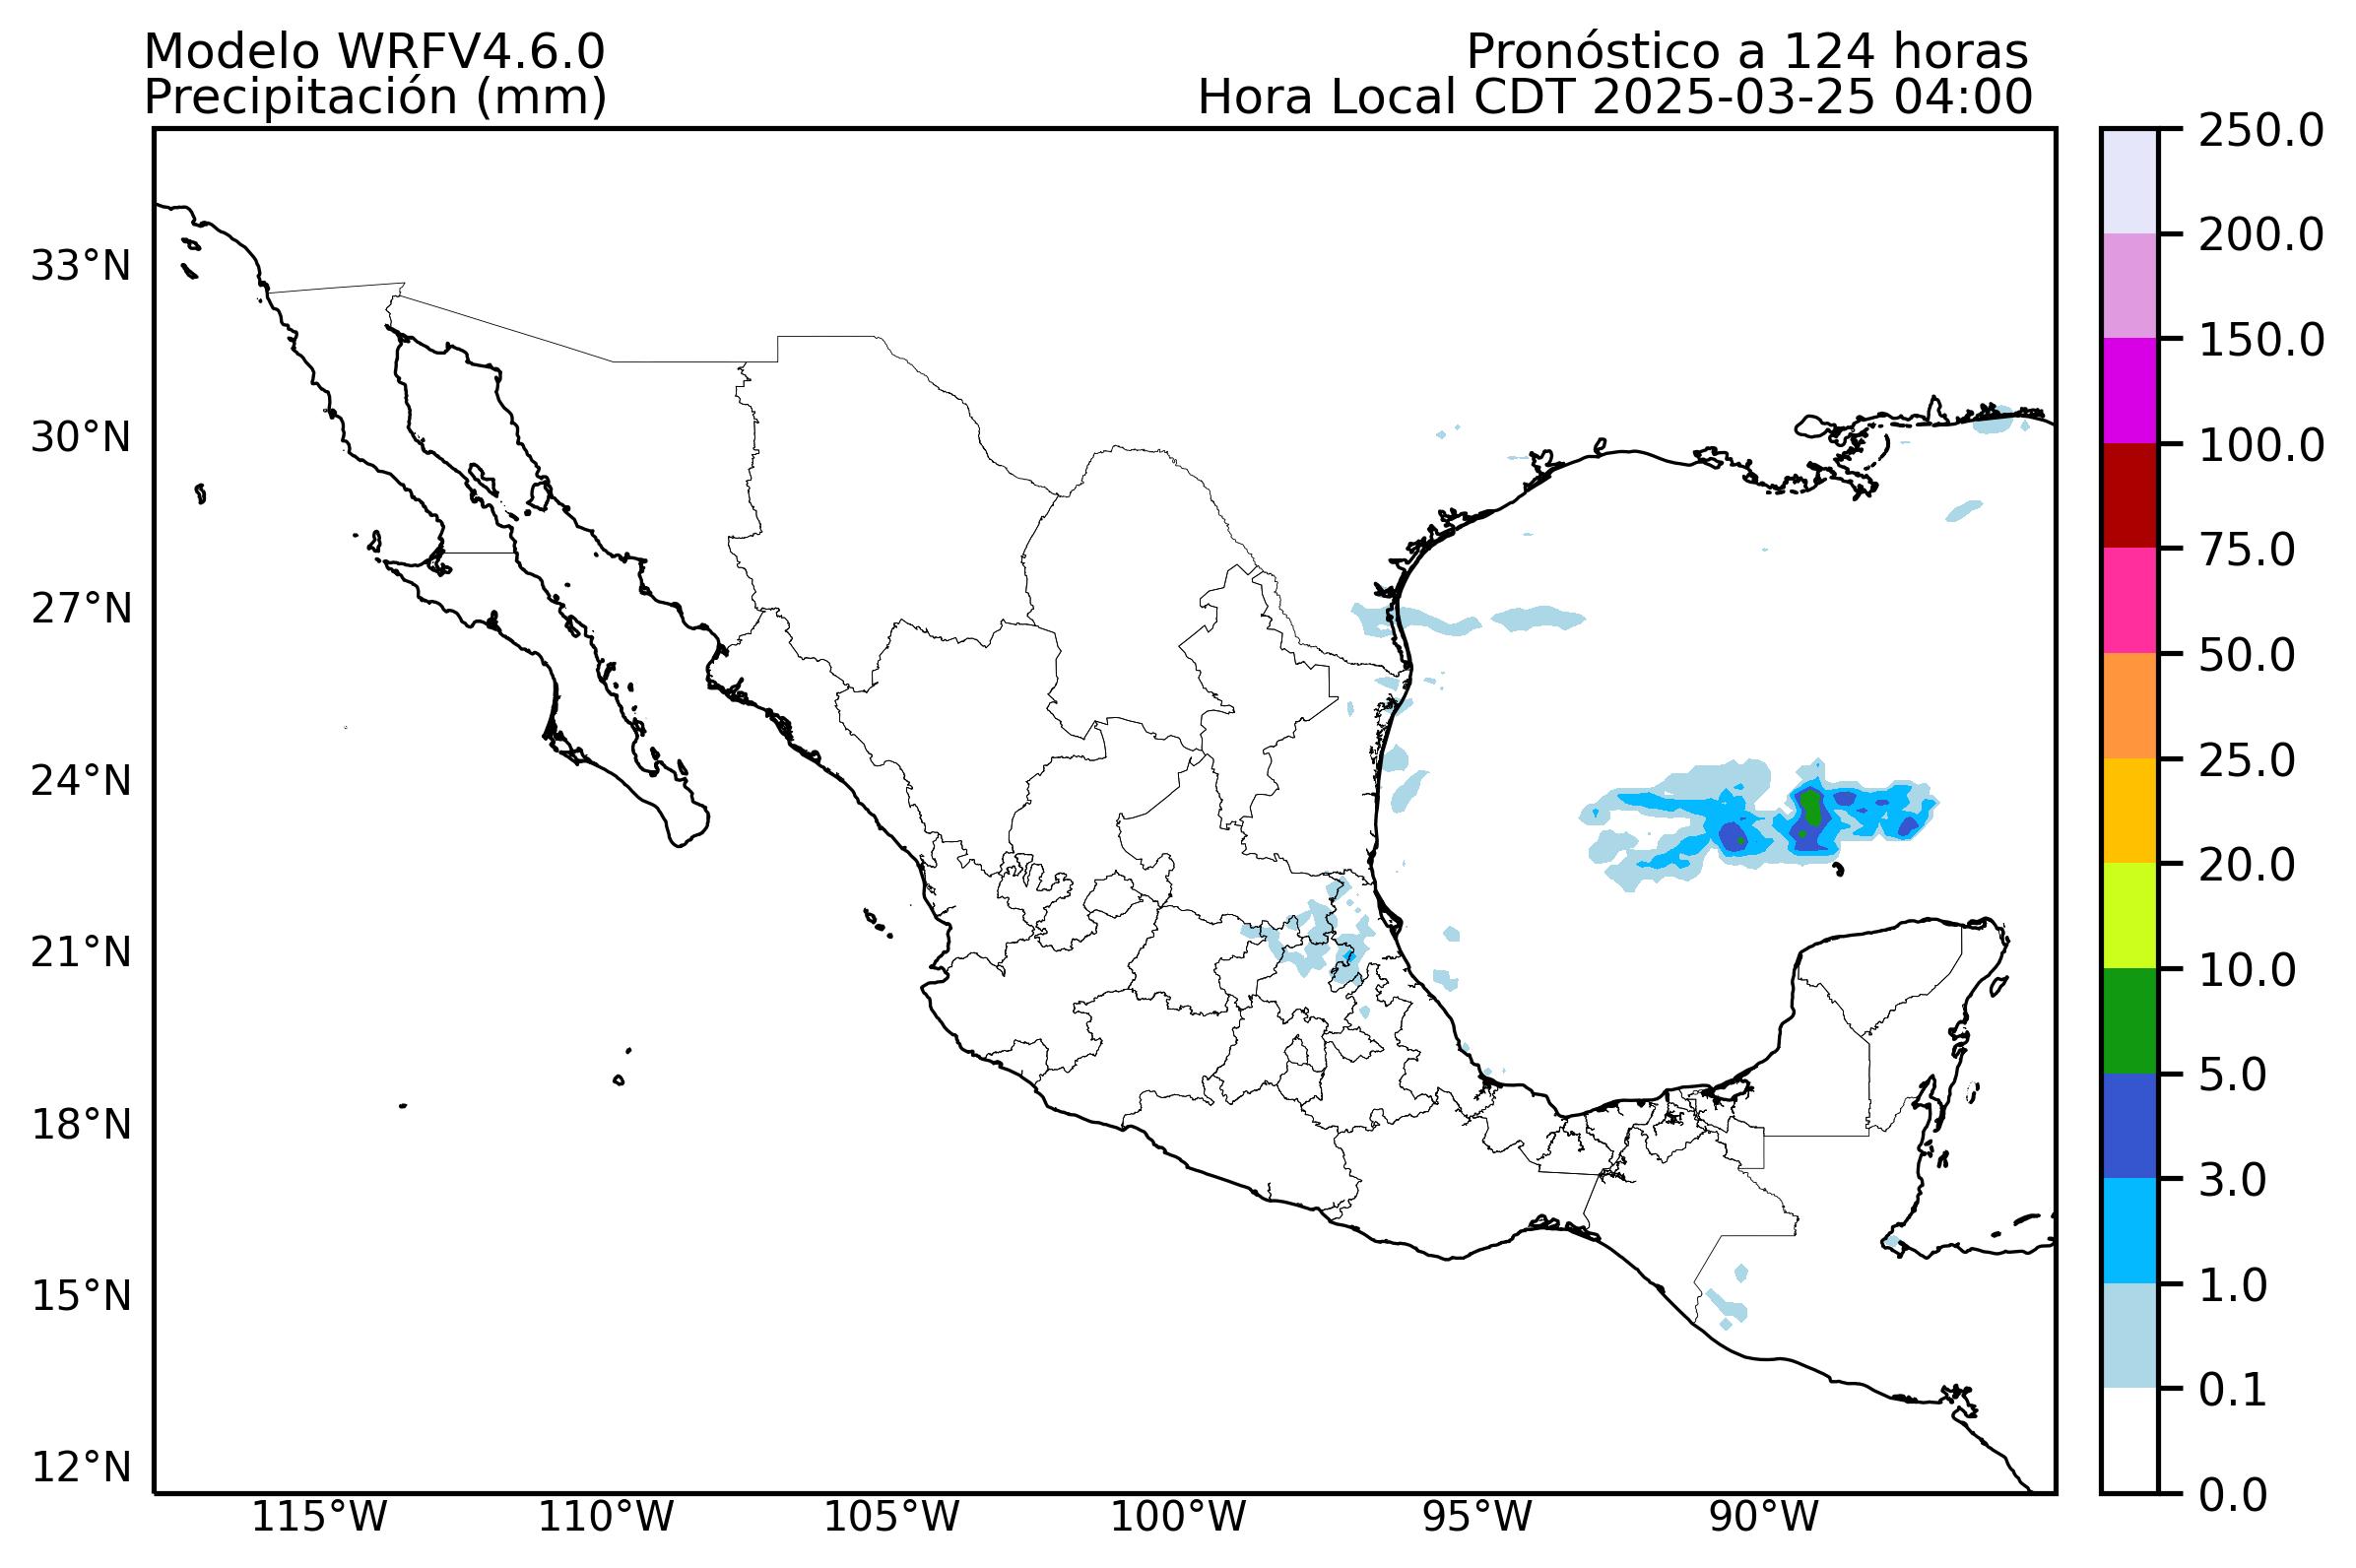 Modelo WRFV4.6.0
Precipitación (mm)
Pronóstico a 124 horas
Hora Local CDT 2025-03-25 04:00
33°N
30°N
27°N
24°N
21°N
18°N
15°N
12°N
115°W
110°W
105°W
100°W
95°W
90°W
250.0
200.0
150.0
100.0
75.0
50.0
25.0
20.0
10.0
5.0
3.0
1.0
0.1
0.0